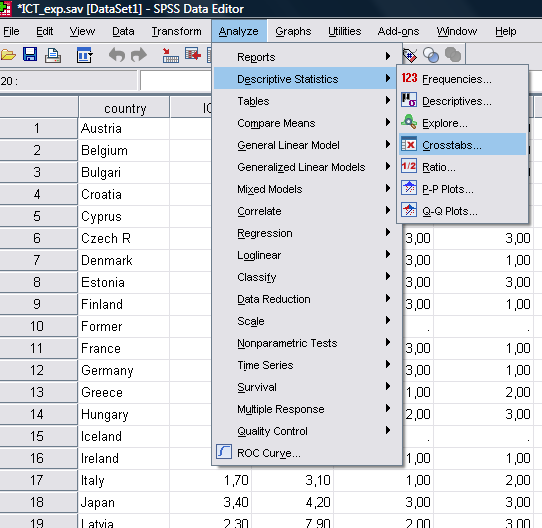 *ICT_exp.sav [DataSet1] - SPSS Data Editor
File Edit View Data Transform Analyze Graphs Utilities Add-ons Window Help
20 :
country
1 Austria
2 Belgium
3 Bulgari
4 Croatia
5 Cyprus
6 Czech R 3,00 3,00
7 Denmark 3,00 1,00
8 Estonia 3,00 3,00
9 Finland 3,00 1,00
10 Former . .
11 France 3,00 1,00
12 Germany 3,00 1,00
13 Greece 1,00 2,00
14 Hungary 2,00 3,00
15 Iceland . .
16 Ireland 1,00 1,00
17 Italy 1,70 3,10 1,00 2,00
18 Japan 3,40 4,20 3,00 3,00
19 Latvia 2,30 7,90 2,00 3,00
Reports
Descriptive Statistics
Tables
Compare Means
General Linear Model
Generalized Linear Models
Mixed Models
Correlate
Regression
Loglinear
Classify
Data Reduction
Scale
Nonparametric Tests
Time Series
Survival
Multiple Response
Quality Control
ROC Curve...
123 Frequencies...
Descriptives...
Explore...
Crosstabs...
1/2 Ratio...
P-P Plots...
Q-Q Plots...